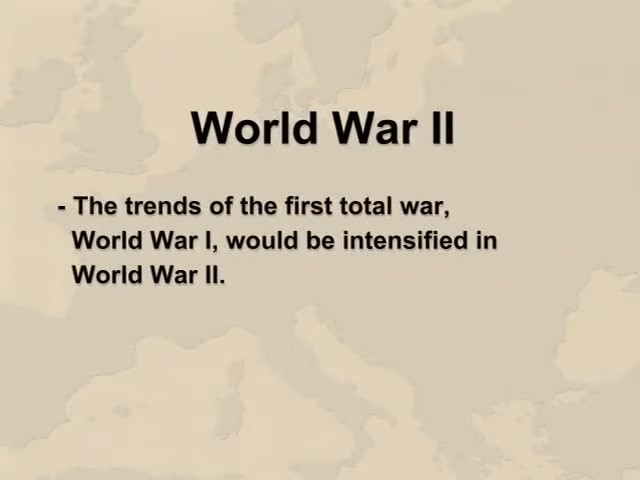 World War II
- The trends of the first total war,
World War I, would be intensified in
World War II.